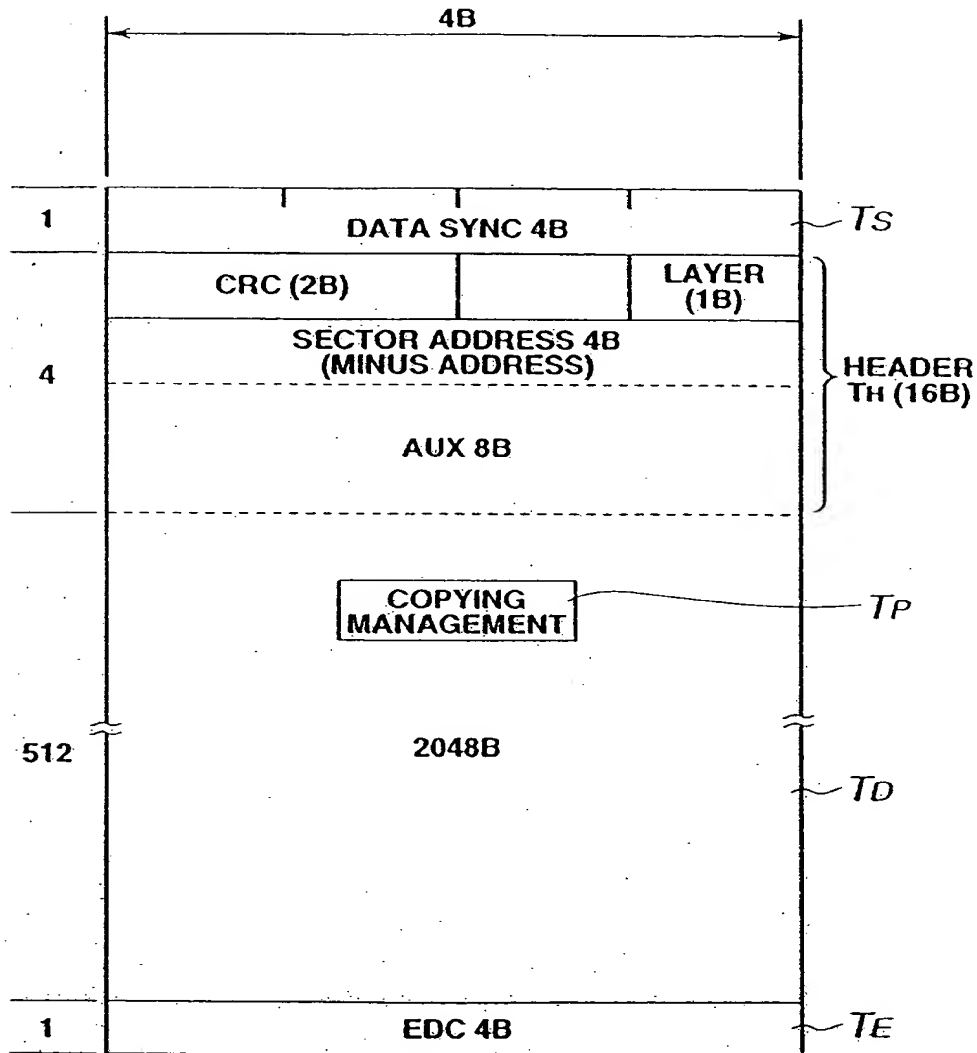 4B
1
DATA SYNC 4B
TS
CRC (2B)
LAYER
(1B)
4
SECTOR ADDRESS 4B
(MINUS ADDRESS)
HEADER
TH (16B)
AUX 8B
COPYING
MANAGEMENT
TP
512
2048B
TD
1
EDC 4B
TE